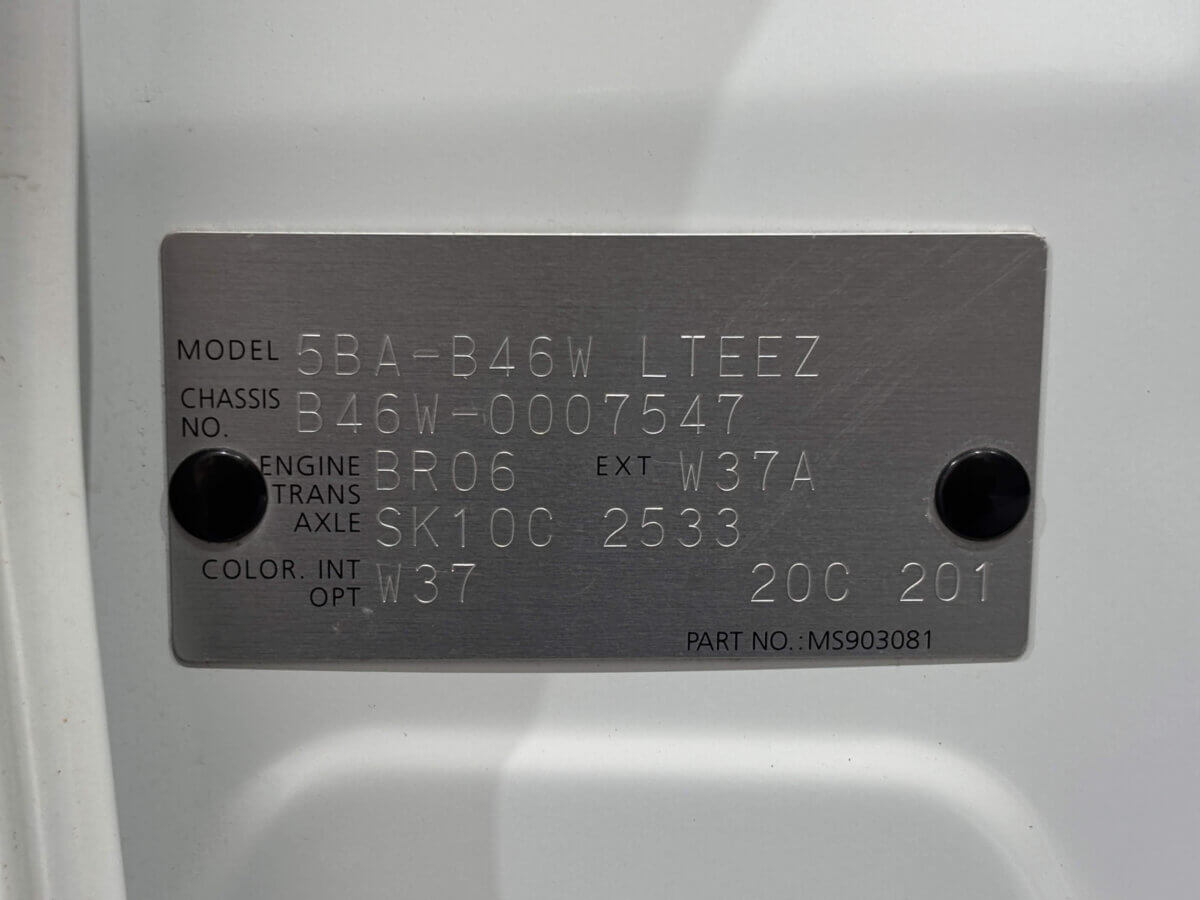 MODEL 5BA-B46W LTEEZ
CHASSIS NO. B46W-0007547
ENGINE BR06 EXT W37A
TRANS AXLE SK10C 2533
COLOR. INT OPT W37 20C 201
PART NO.:MS903081